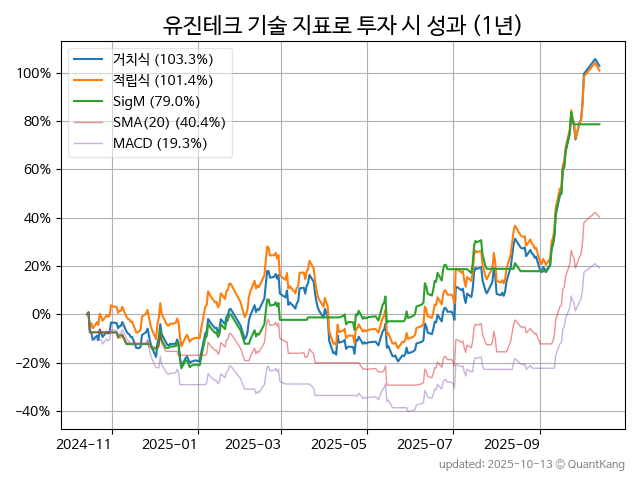 유진테크 기술 지표로 투자 시 성과 (1년)
거치식 (103.3%)
적립식 (101.4%)
SigM (79.0%)
SMA(20) (40.4%)
MACD (19.3%)
100%
80%
60%
40%
20%
0%
−20%
−40%
2024-11
2025-01
2025-03
2025-05
2025-07
2025-09
updated: 2025-10-13 ⓒ QuantKang